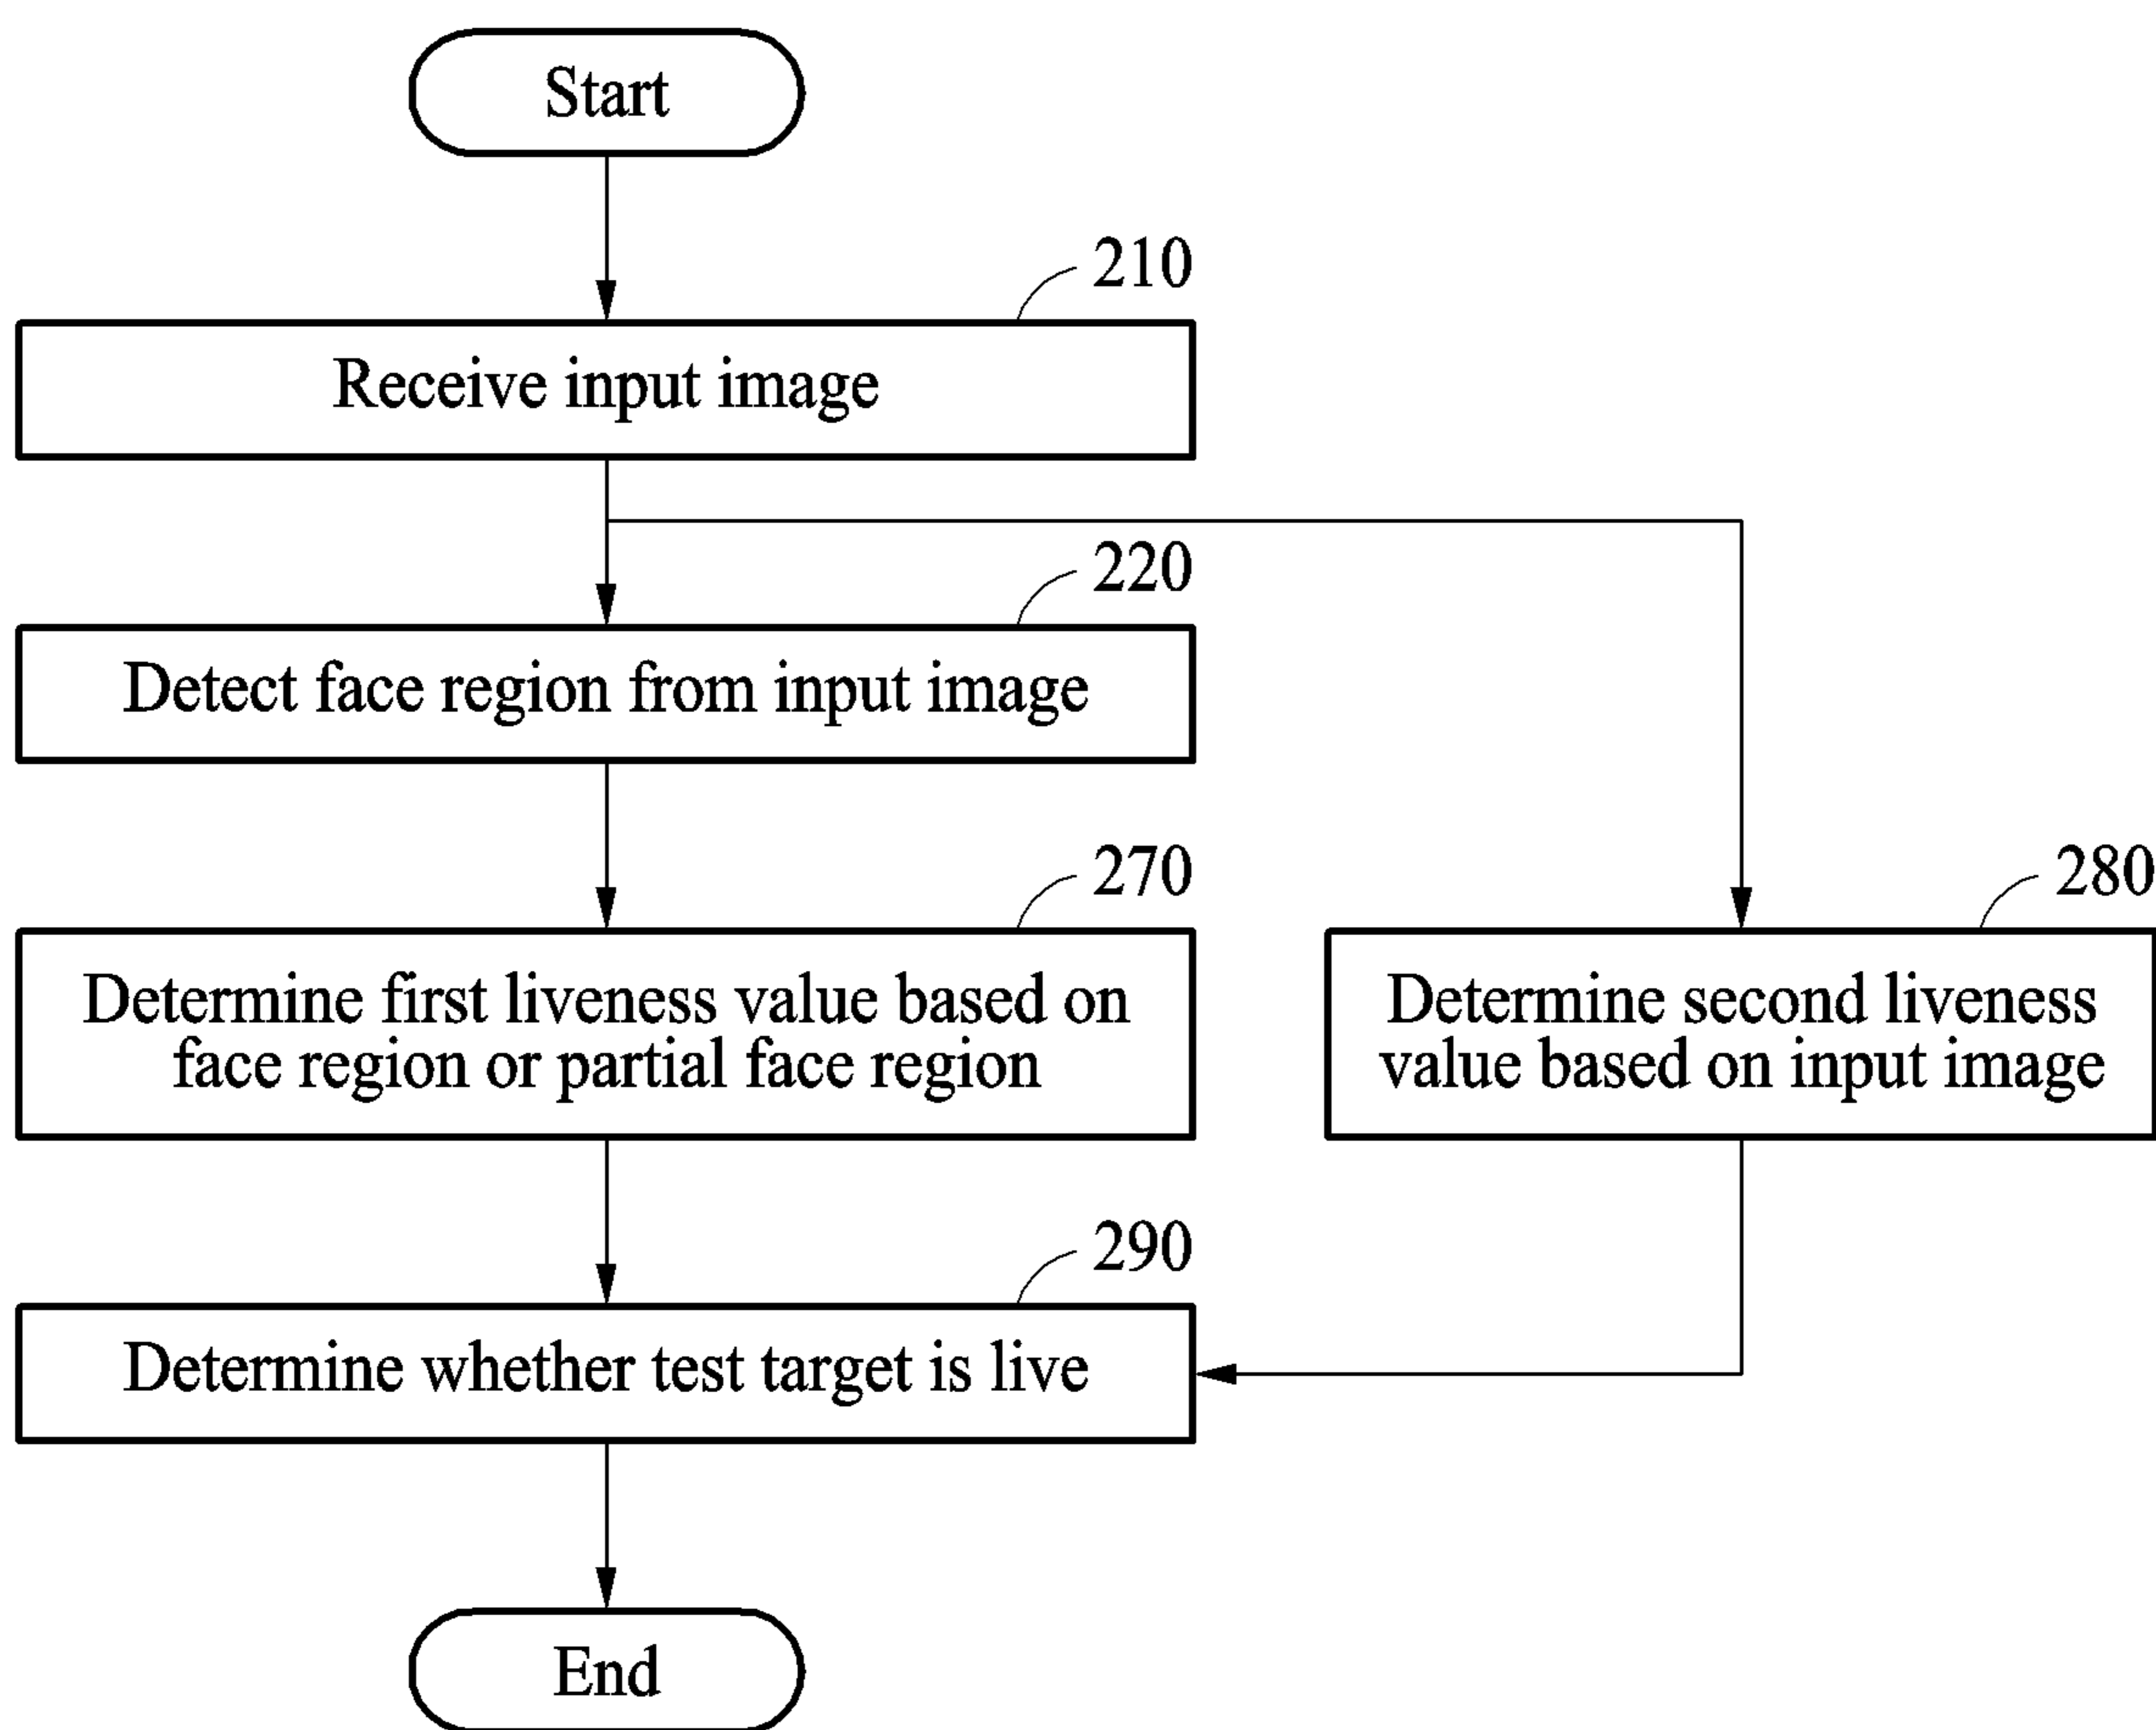 Start
210
Receive input image
220
Detect face region from input image
270
Determine first liveness value based on
face region or partial face region
280
Determine second liveness
value based on input image
290
Determine whether test target is live
End